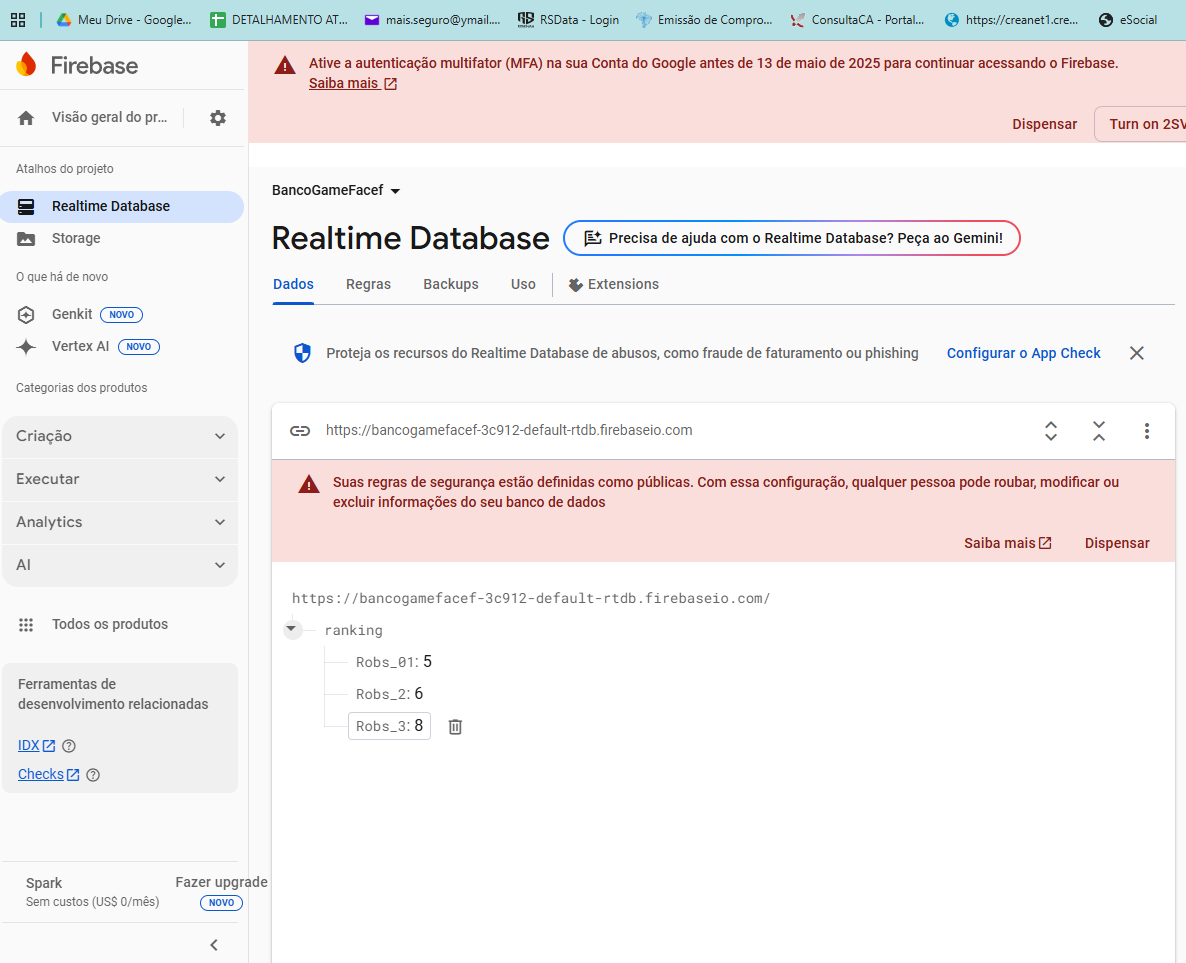 Meu Drive - Google...
DETALHAMENTO AT...
mais.seguro@ymail....
RSData - Login
Emissão de Compro...
ConsultaCA - Portal...
https://creanet1.cre...
eSocial
Firebase
Visão geral do pr...
Atalhos do projeto
Realtime Database
Storage
O que há de novo
Genkit NOVO
Vertex AI NOVO
Categorias dos produtos
Criação
Executar
Analytics
AI
Todos os produtos
Ferramentas de
desenvolvimento relacionadas
IDX
Checks
Spark
Sem custos (US$ 0/mês)
Fazer upgrade
NOVO
Ative a autenticação multifator (MFA) na sua Conta do Google antes de 13 de maio de 2025 para continuar acessando o Firebase.
Saiba mais
Dispensar
Turn on 2SV
BancoGameFacef
Realtime Database
Precisa de ajuda com o Realtime Database? Peça ao Gemini!
Dados
Regras
Backups
Uso
Extensions
Proteja os recursos do Realtime Database de abusos, como fraude de faturamento ou phishing
Configurar o App Check
https://bancogamefacef-3c912-default-rtdb.firebaseio.com
Suas regras de segurança estão definidas como públicas. Com essa configuração, qualquer pessoa pode roubar, modificar ou
excluir informações do seu banco de dados
Saiba mais
Dispensar
https://bancogamefacef-3c912-default-rtdb.firebaseio.com/
ranking
Robs_01: 5
Robs_2: 6
Robs_3: 8